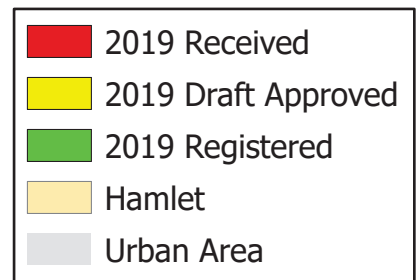 2019 Received
2019 Draft Approved
2019 Registered
Hamlet
Urban Area